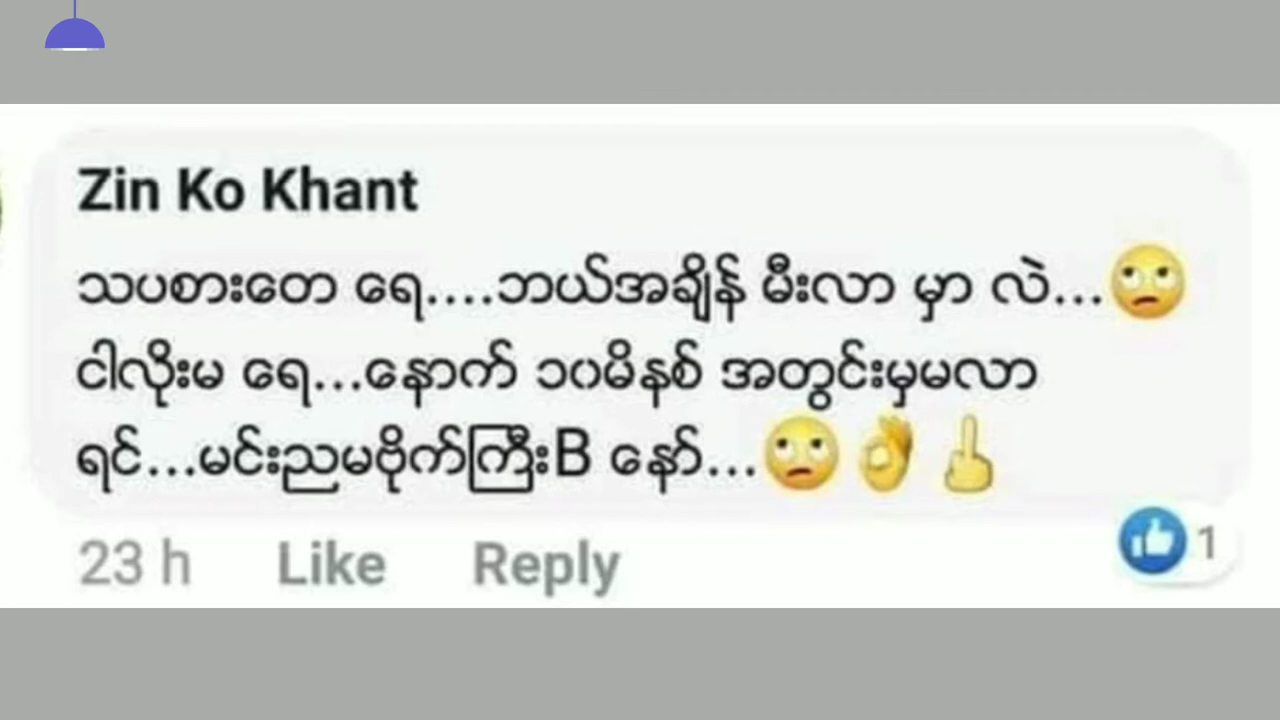 Zin Ko Khant
သပစားတေ ရေ....ဘယ်အချိန် မီးလာ မှာ လဲ...🙄
ငါလိုးမ ရေ...နောက် ၁၀မိနစ် အတွင်းမှမလာ
ရင်...မင်းညမဗိုက်ကြီးB နော်...🙄👌🖕
23 h Like Reply 1